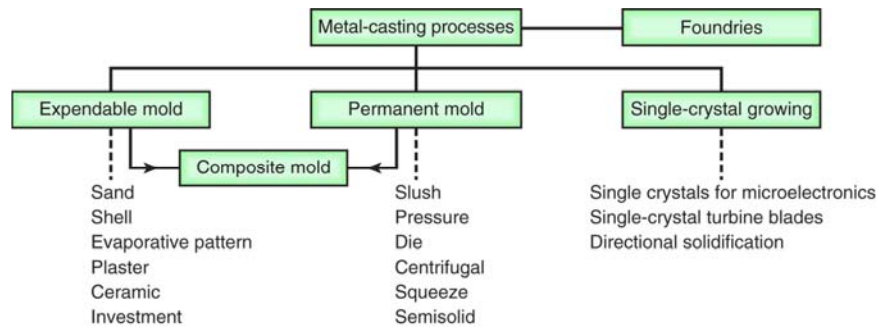 Metal-casting processes
Foundries
Expendable mold
Permanent mold
Single-crystal growing
Composite mold
Sand
Shell
Evaporative pattern
Plaster
Ceramic
Investment
Slush
Pressure
Die
Centrifugal
Squeeze
Semisolid
Single crystals for microelectronics
Single-crystal turbine blades
Directional solidification